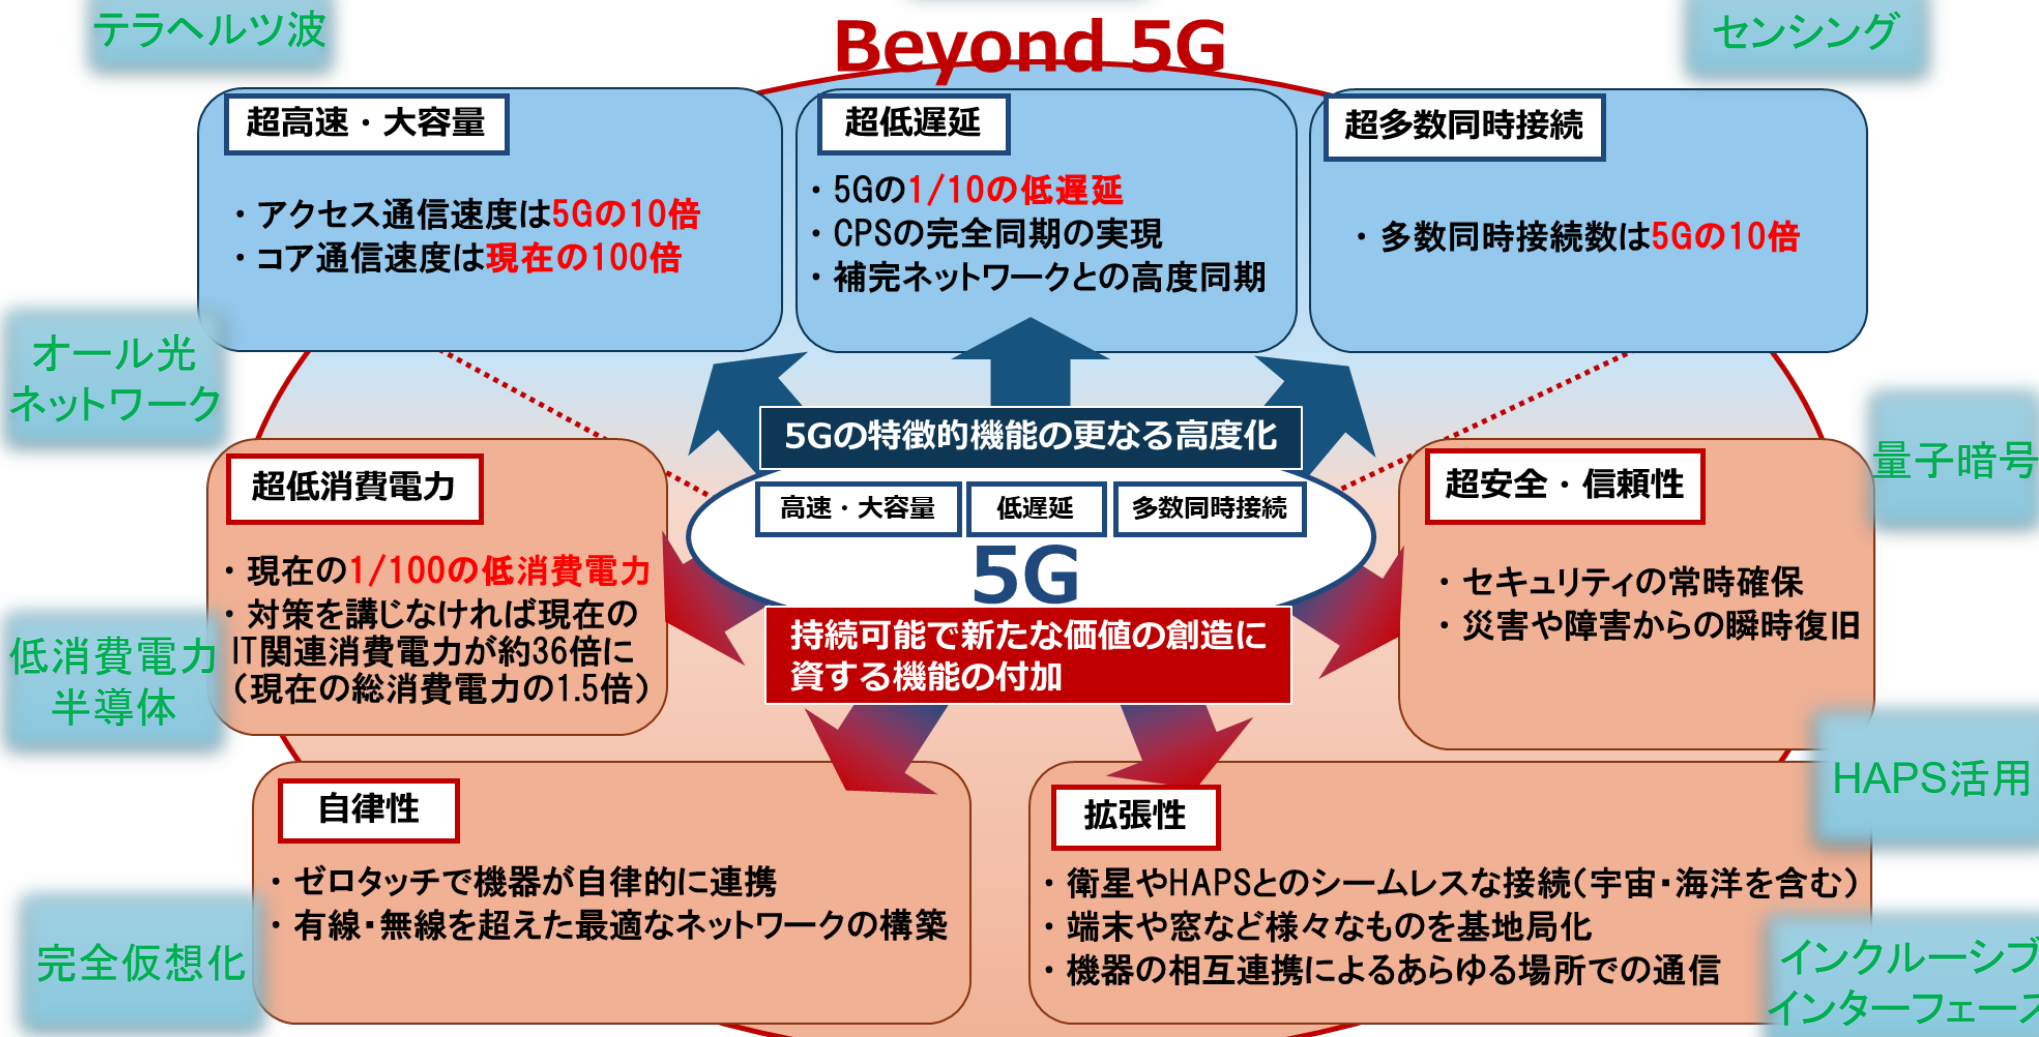 テラヘルツ波
Beyond 5G
センシング
超高速・大容量
・アクセス通信速度は5Gの10倍
・コア通信速度は現在の100倍
超低遅延
・5Gの1/10の低遅延
・CPSの完全同期の実現
・補完ネットワークとの高度同期
超多数同時接続
・多数同時接続数は5Gの10倍
オール光
ネットワーク
5Gの特徴的機能の更なる高度化
高速・大容量
低遅延
多数同時接続
5G
持続可能で新たな価値の創造に
資する機能の付加
量子暗号
超低消費電力
・現在の1/100の低消費電力
・対策を講じなければ現在の
IT関連消費電力が約36倍に
（現在の総消費電力の1.5倍）
超安全・信頼性
・セキュリティの常時確保
・災害や障害からの瞬時復旧
低消費電力
半導体
HAPS活用
自律性
・ゼロタッチで機器が自律的に連携
・有線・無線を超えた最適なネットワークの構築
拡張性
・衛星やHAPSとのシームレスな接続（宇宙・海洋を含む）
・端末や窓など様々なものを基地局化
・機器の相互連携によるあらゆる場所での通信
完全仮想化
インクルーシブ
インターフェース